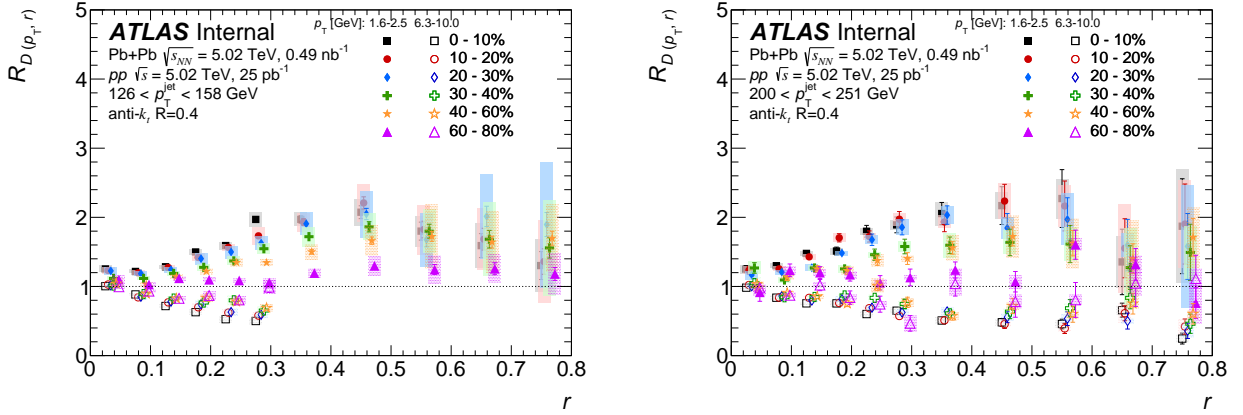 R_D(p_T, r)
5
4
3
2
1
0
ATLAS Internal
p_T [GeV]: 1.6-2.5 6.3-10.0
Pb+Pb √s_NN = 5.02 TeV, 0.49 nb⁻¹
pp √s = 5.02 TeV, 25 pb⁻¹
126 < p_T^jet < 158 GeV
anti-k_t R=0.4
0 - 10%
10 - 20%
20 - 30%
30 - 40%
40 - 60%
60 - 80%
0 0.1 0.2 0.3 0.4 0.5 0.6 0.7 0.8
r
R_D(p_T, r)
5
4
3
2
1
0
ATLAS Internal
p_T [GeV]: 1.6-2.5 6.3-10.0
Pb+Pb √s_NN = 5.02 TeV, 0.49 nb⁻¹
pp √s = 5.02 TeV, 25 pb⁻¹
200 < p_T^jet < 251 GeV
anti-k_t R=0.4
0 - 10%
10 - 20%
20 - 30%
30 - 40%
40 - 60%
60 - 80%
0 0.1 0.2 0.3 0.4 0.5 0.6 0.7 0.8
r